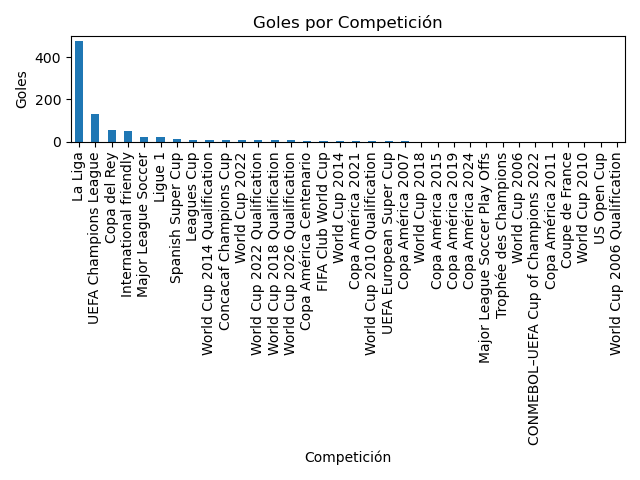 Goles por Competición
Goles
400
200
0
La Liga
UEFA Champions League
Copa del Rey
International friendly
Major League Soccer
Ligue 1
Spanish Super Cup
Leagues Cup
World Cup 2014 Qualification
Concacaf Champions Cup
World Cup 2022
World Cup 2022 Qualification
World Cup 2018 Qualification
World Cup 2026 Qualification
Copa América Centenario
FIFA Club World Cup
World Cup 2014
Copa América 2021
World Cup 2010 Qualification
UEFA European Super Cup
Copa América 2007
World Cup 2018
Copa América 2015
Copa América 2019
Copa América 2024
Major League Soccer Play Offs
Trophée des Champions
World Cup 2006
CONMEBOL–UEFA Cup of Champions 2022
Copa América 2011
Coupe de France
World Cup 2010
US Open Cup
World Cup 2006 Qualification
Competición